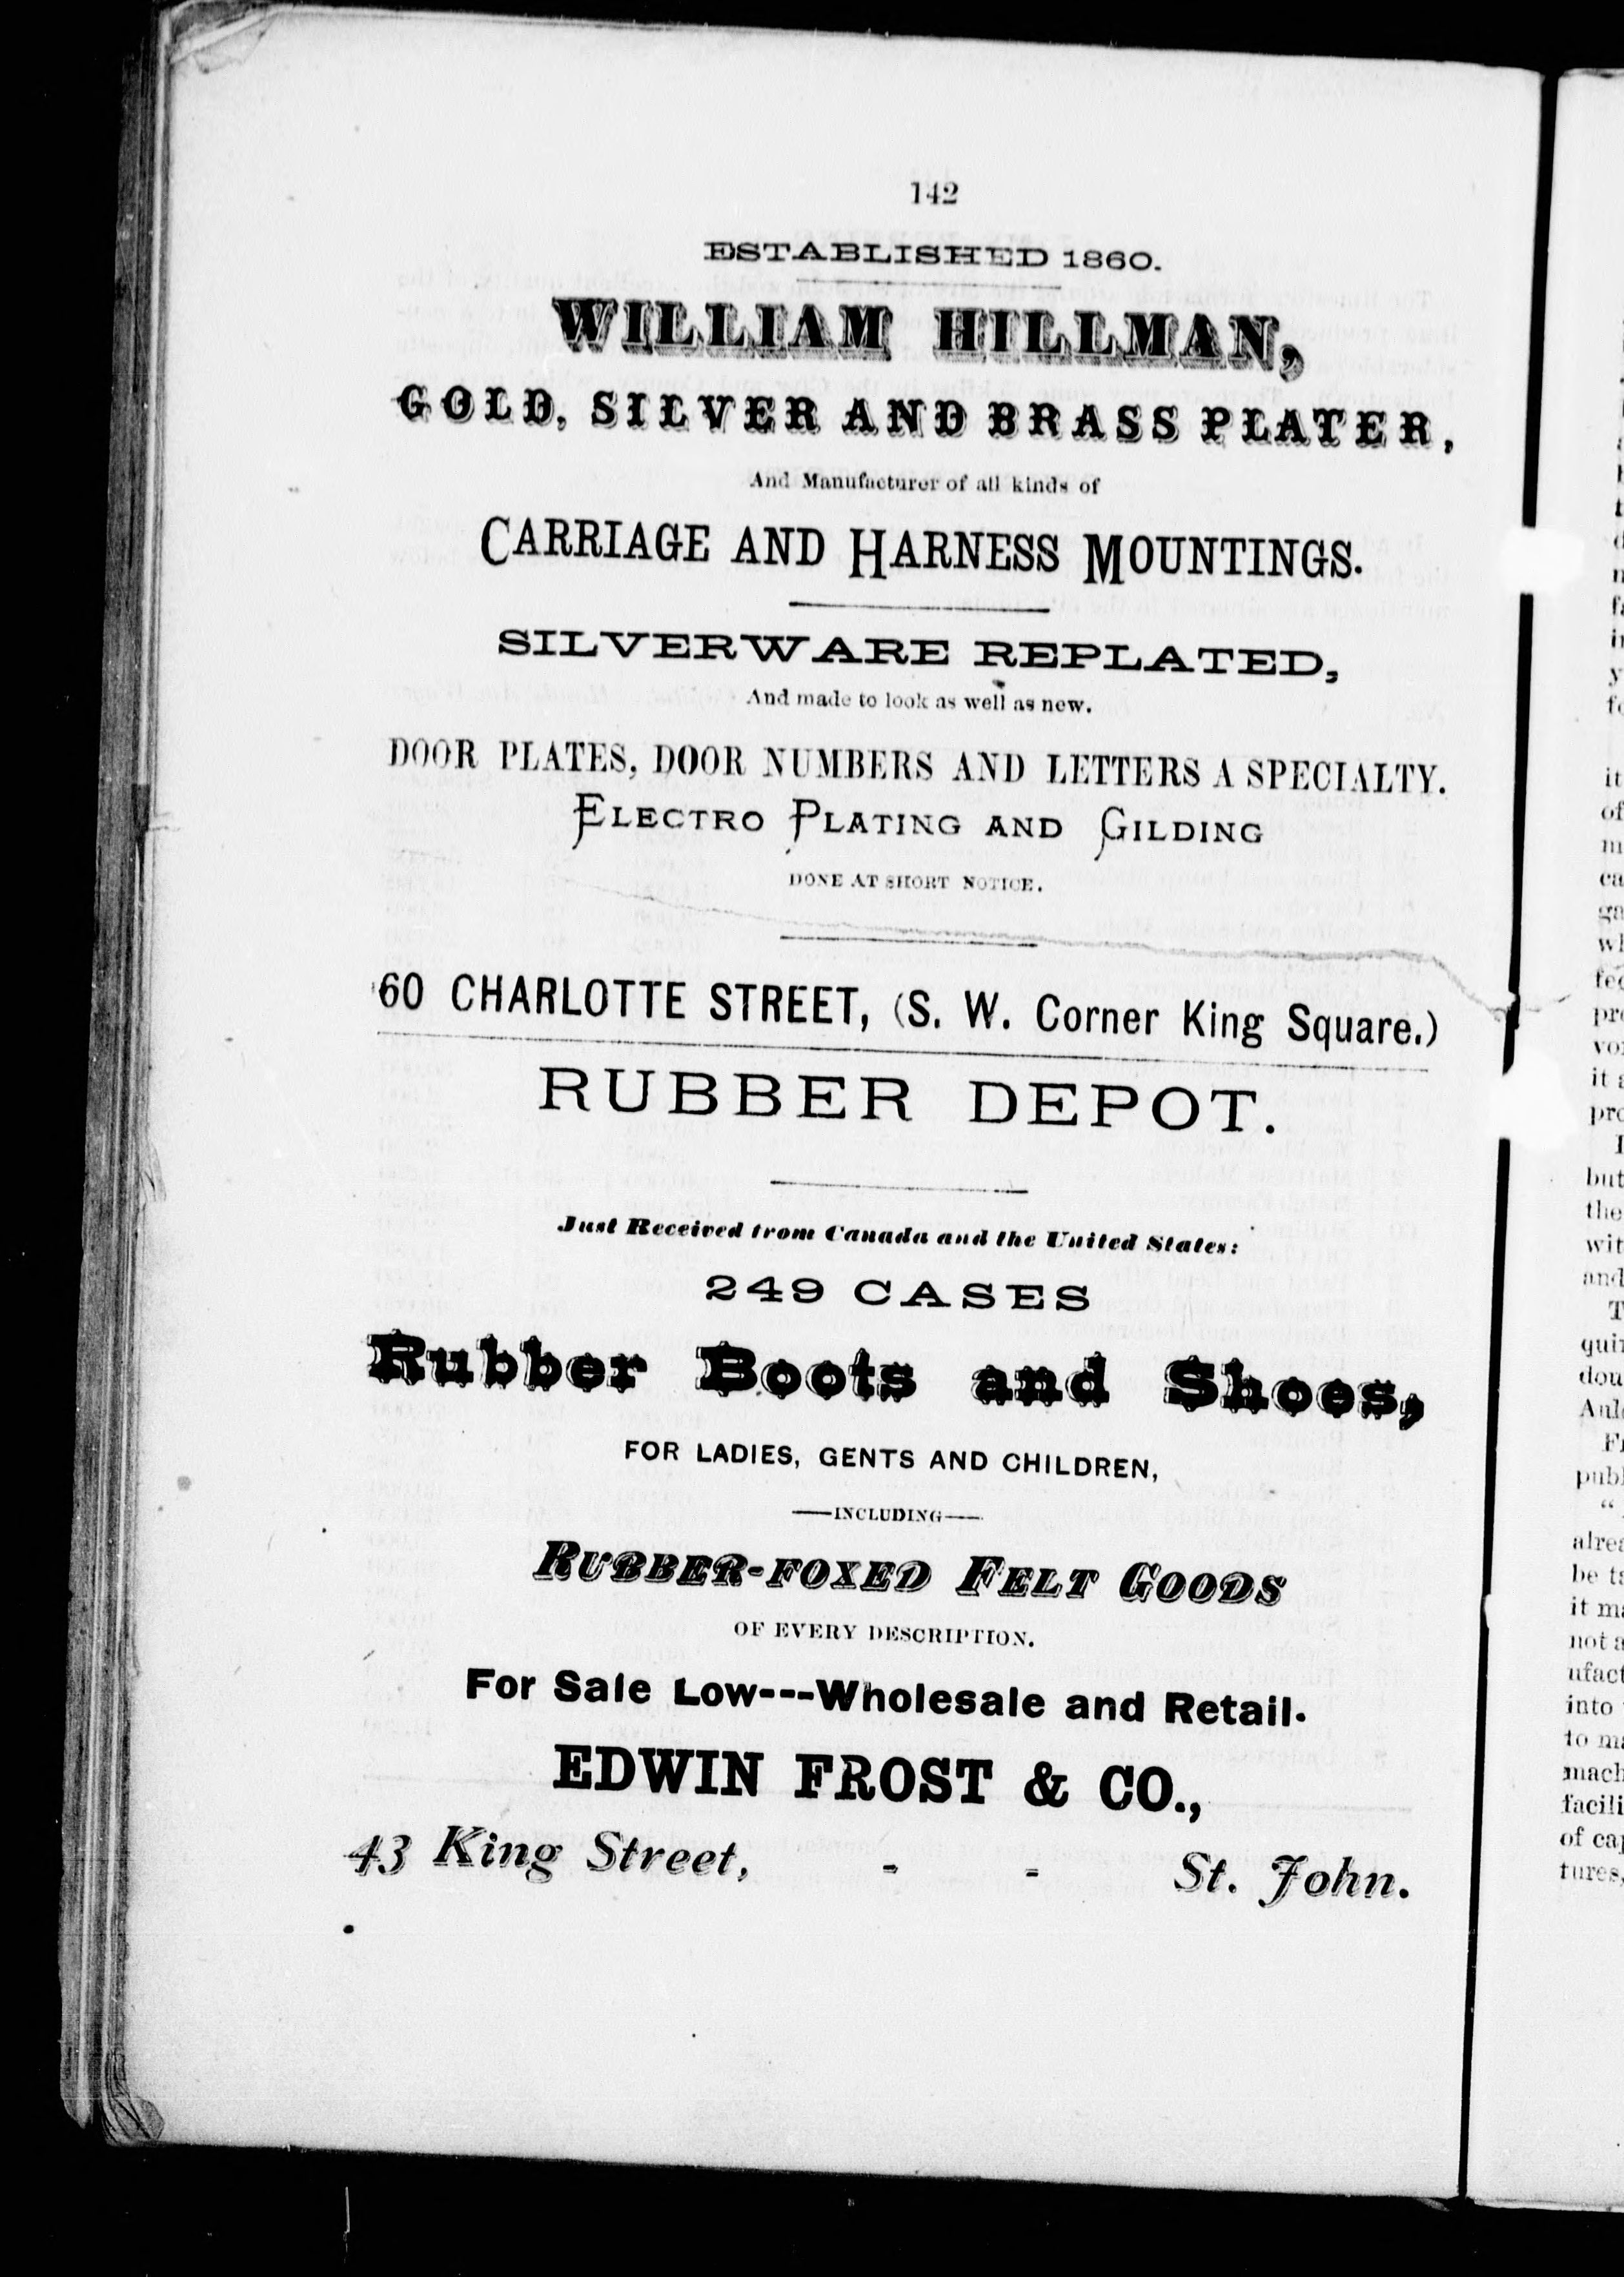 142
ESTABLISHED 1860.
WILLIAM HILLMAN,
GOLD, SILVER AND BRASS PLATER,
And Manufacturer of all kinds of
CARRIAGE AND HARNESS MOUNTINGS.
SILVERWARE REPLATED,
And made to look as well as new.
DOOR PLATES, DOOR NUMBERS AND LETTERS A SPECIALTY.
ELECTRO PLATING AND GILDING
DONE AT SHORT NOTICE.
60 CHARLOTTE STREET, (S. W. Corner King Square.)
RUBBER DEPOT.
Just Received from Canada and the United States:
249 CASES
Rubber Boots and Shoes,
FOR LADIES, GENTS AND CHILDREN,
——INCLUDING——
RUBBER-FOXED FELT GOODS
OF EVERY DESCRIPTION.
For Sale Low---Wholesale and Retail.
EDWIN FROST & CO.,
43 King Street, - - St. John.